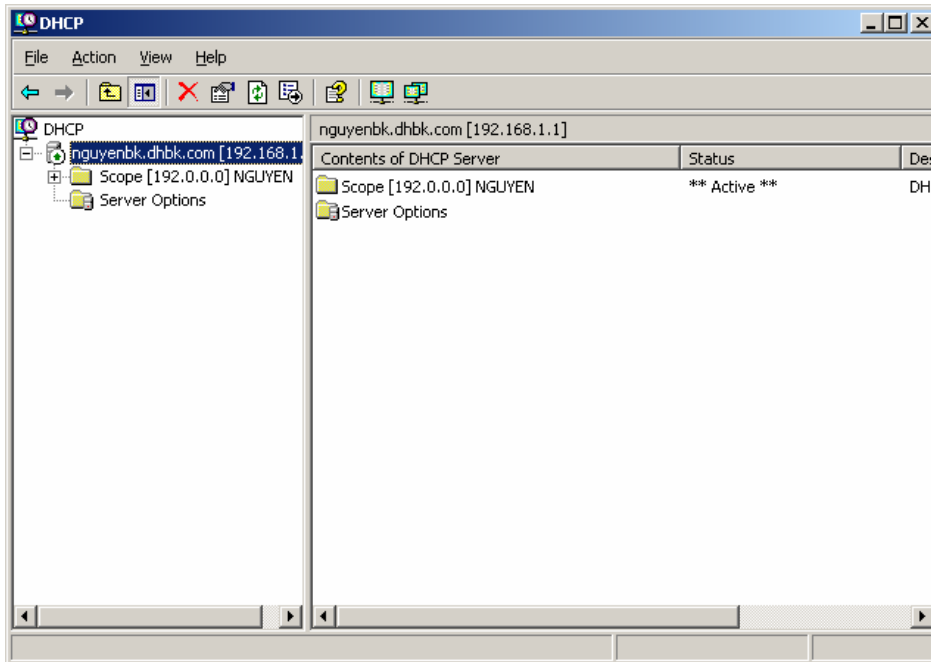 DHCP
File Action View Help
DHCP
nguyenbk.dhbk.com [192.168.1.
Scope [192.0.0.0] NGUYEN
Server Options
nguyenbk.dhbk.com [192.168.1.1]
Contents of DHCP Server Status Des
Scope [192.0.0.0] NGUYEN ** Active ** DH
Server Options